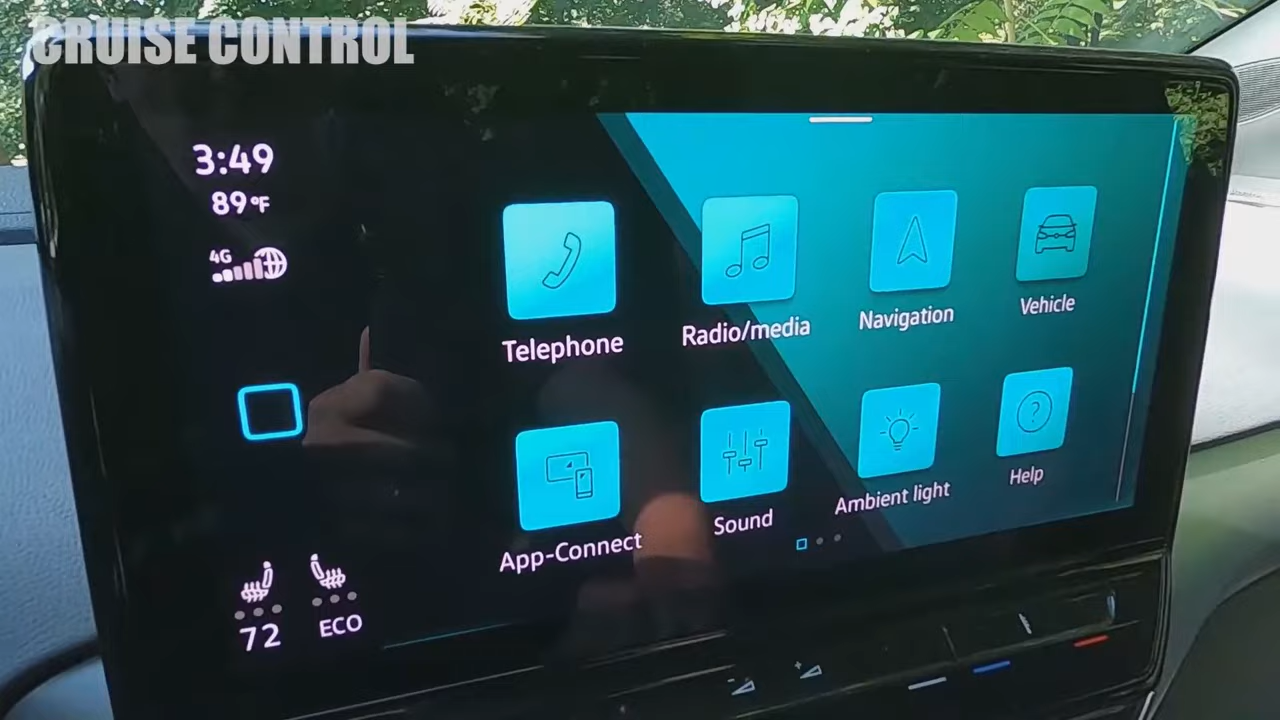 CRUISE CONTROL
3:49
89°F
4G
Telephone
Radio/media
Navigation
Vehicle
?
App-Connect
Sound
Ambient light
Help
72
ECO
- +